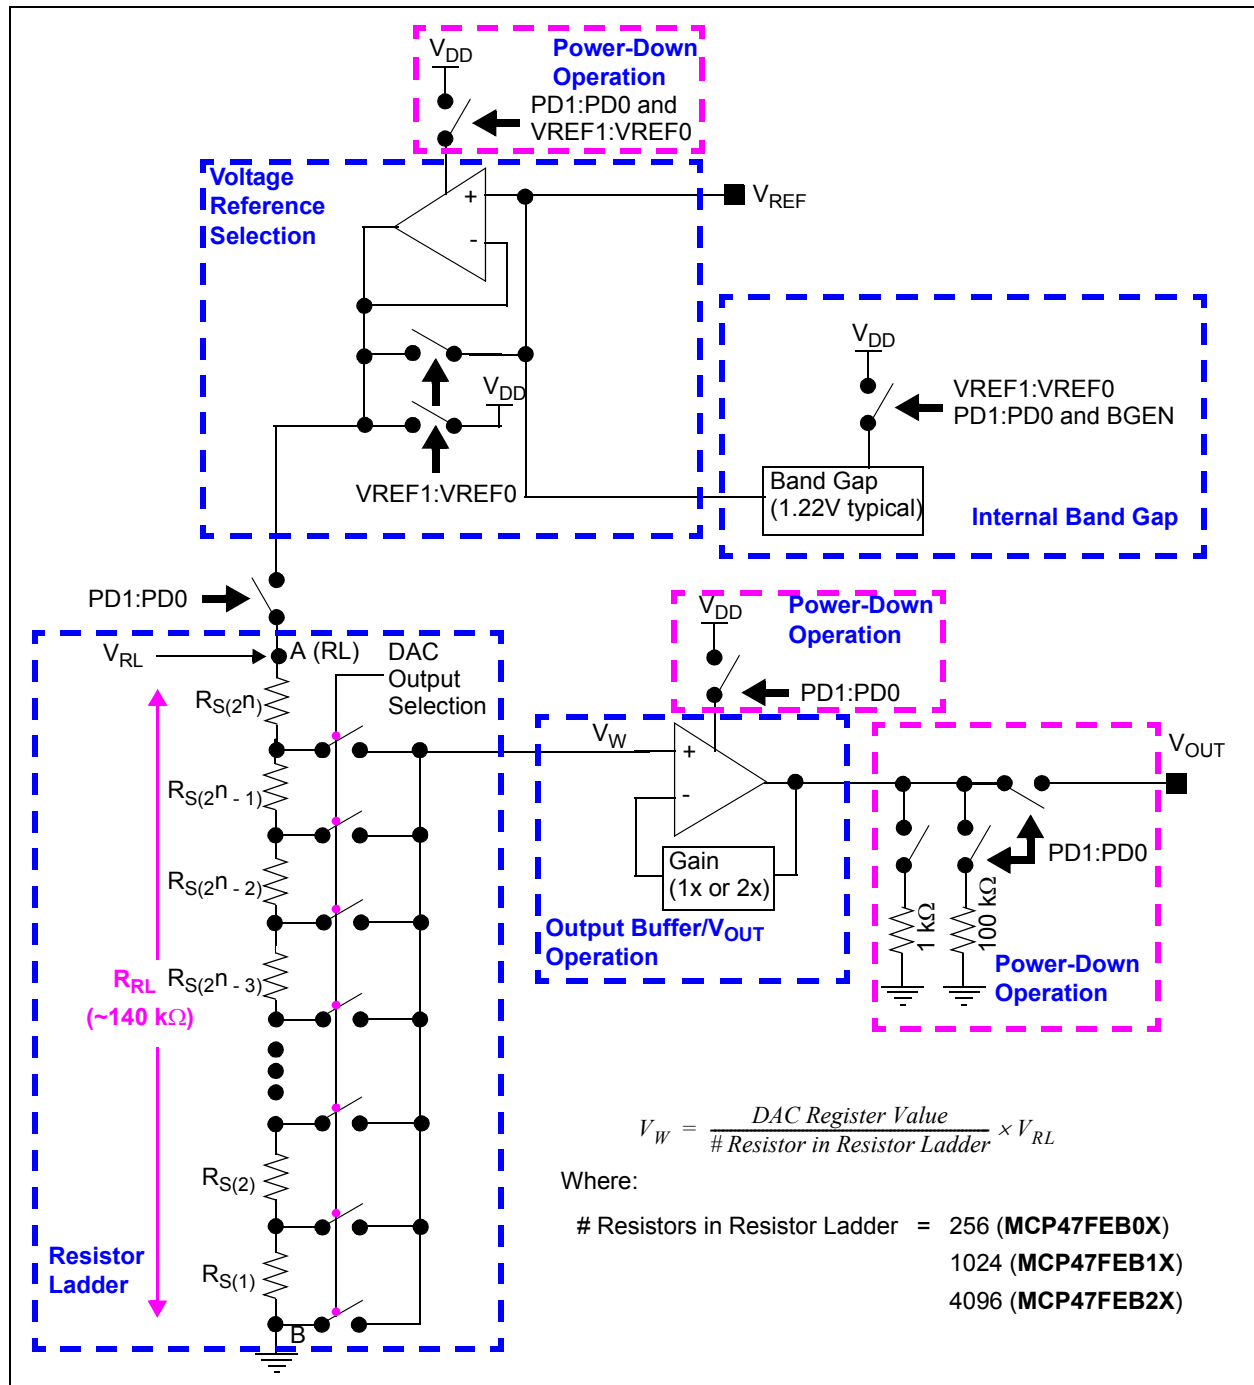 VDD
Power-Down
Operation
PD1:PD0 and
VREF1:VREF0
Voltage
Reference
Selection
+
-
VREF
VDD
VREF1:VREF0
VDD
VREF1:VREF0
PD1:PD0 and BGEN
Band Gap
(1.22V typical)
Internal Band Gap
PD1:PD0
VRL
A (RL)
DAC
Output
Selection
RS(2n)
RS(2n - 1)
RS(2n - 2)
RS(2n - 3)
RRL
(~140 kΩ)
RS(2)
RS(1)
B
Resistor
Ladder
VDD
Power-Down
Operation
PD1:PD0
VW
+
-
Gain
(1x or 2x)
Output Buffer/VOUT
Operation
VOUT
PD1:PD0
1 kΩ
100 kΩ
Power-Down
Operation
VW = DAC Register Value / # Resistor in Resistor Ladder × VRL
Where:
# Resistors in Resistor Ladder = 256 (MCP47FEB0X)
1024 (MCP47FEB1X)
4096 (MCP47FEB2X)